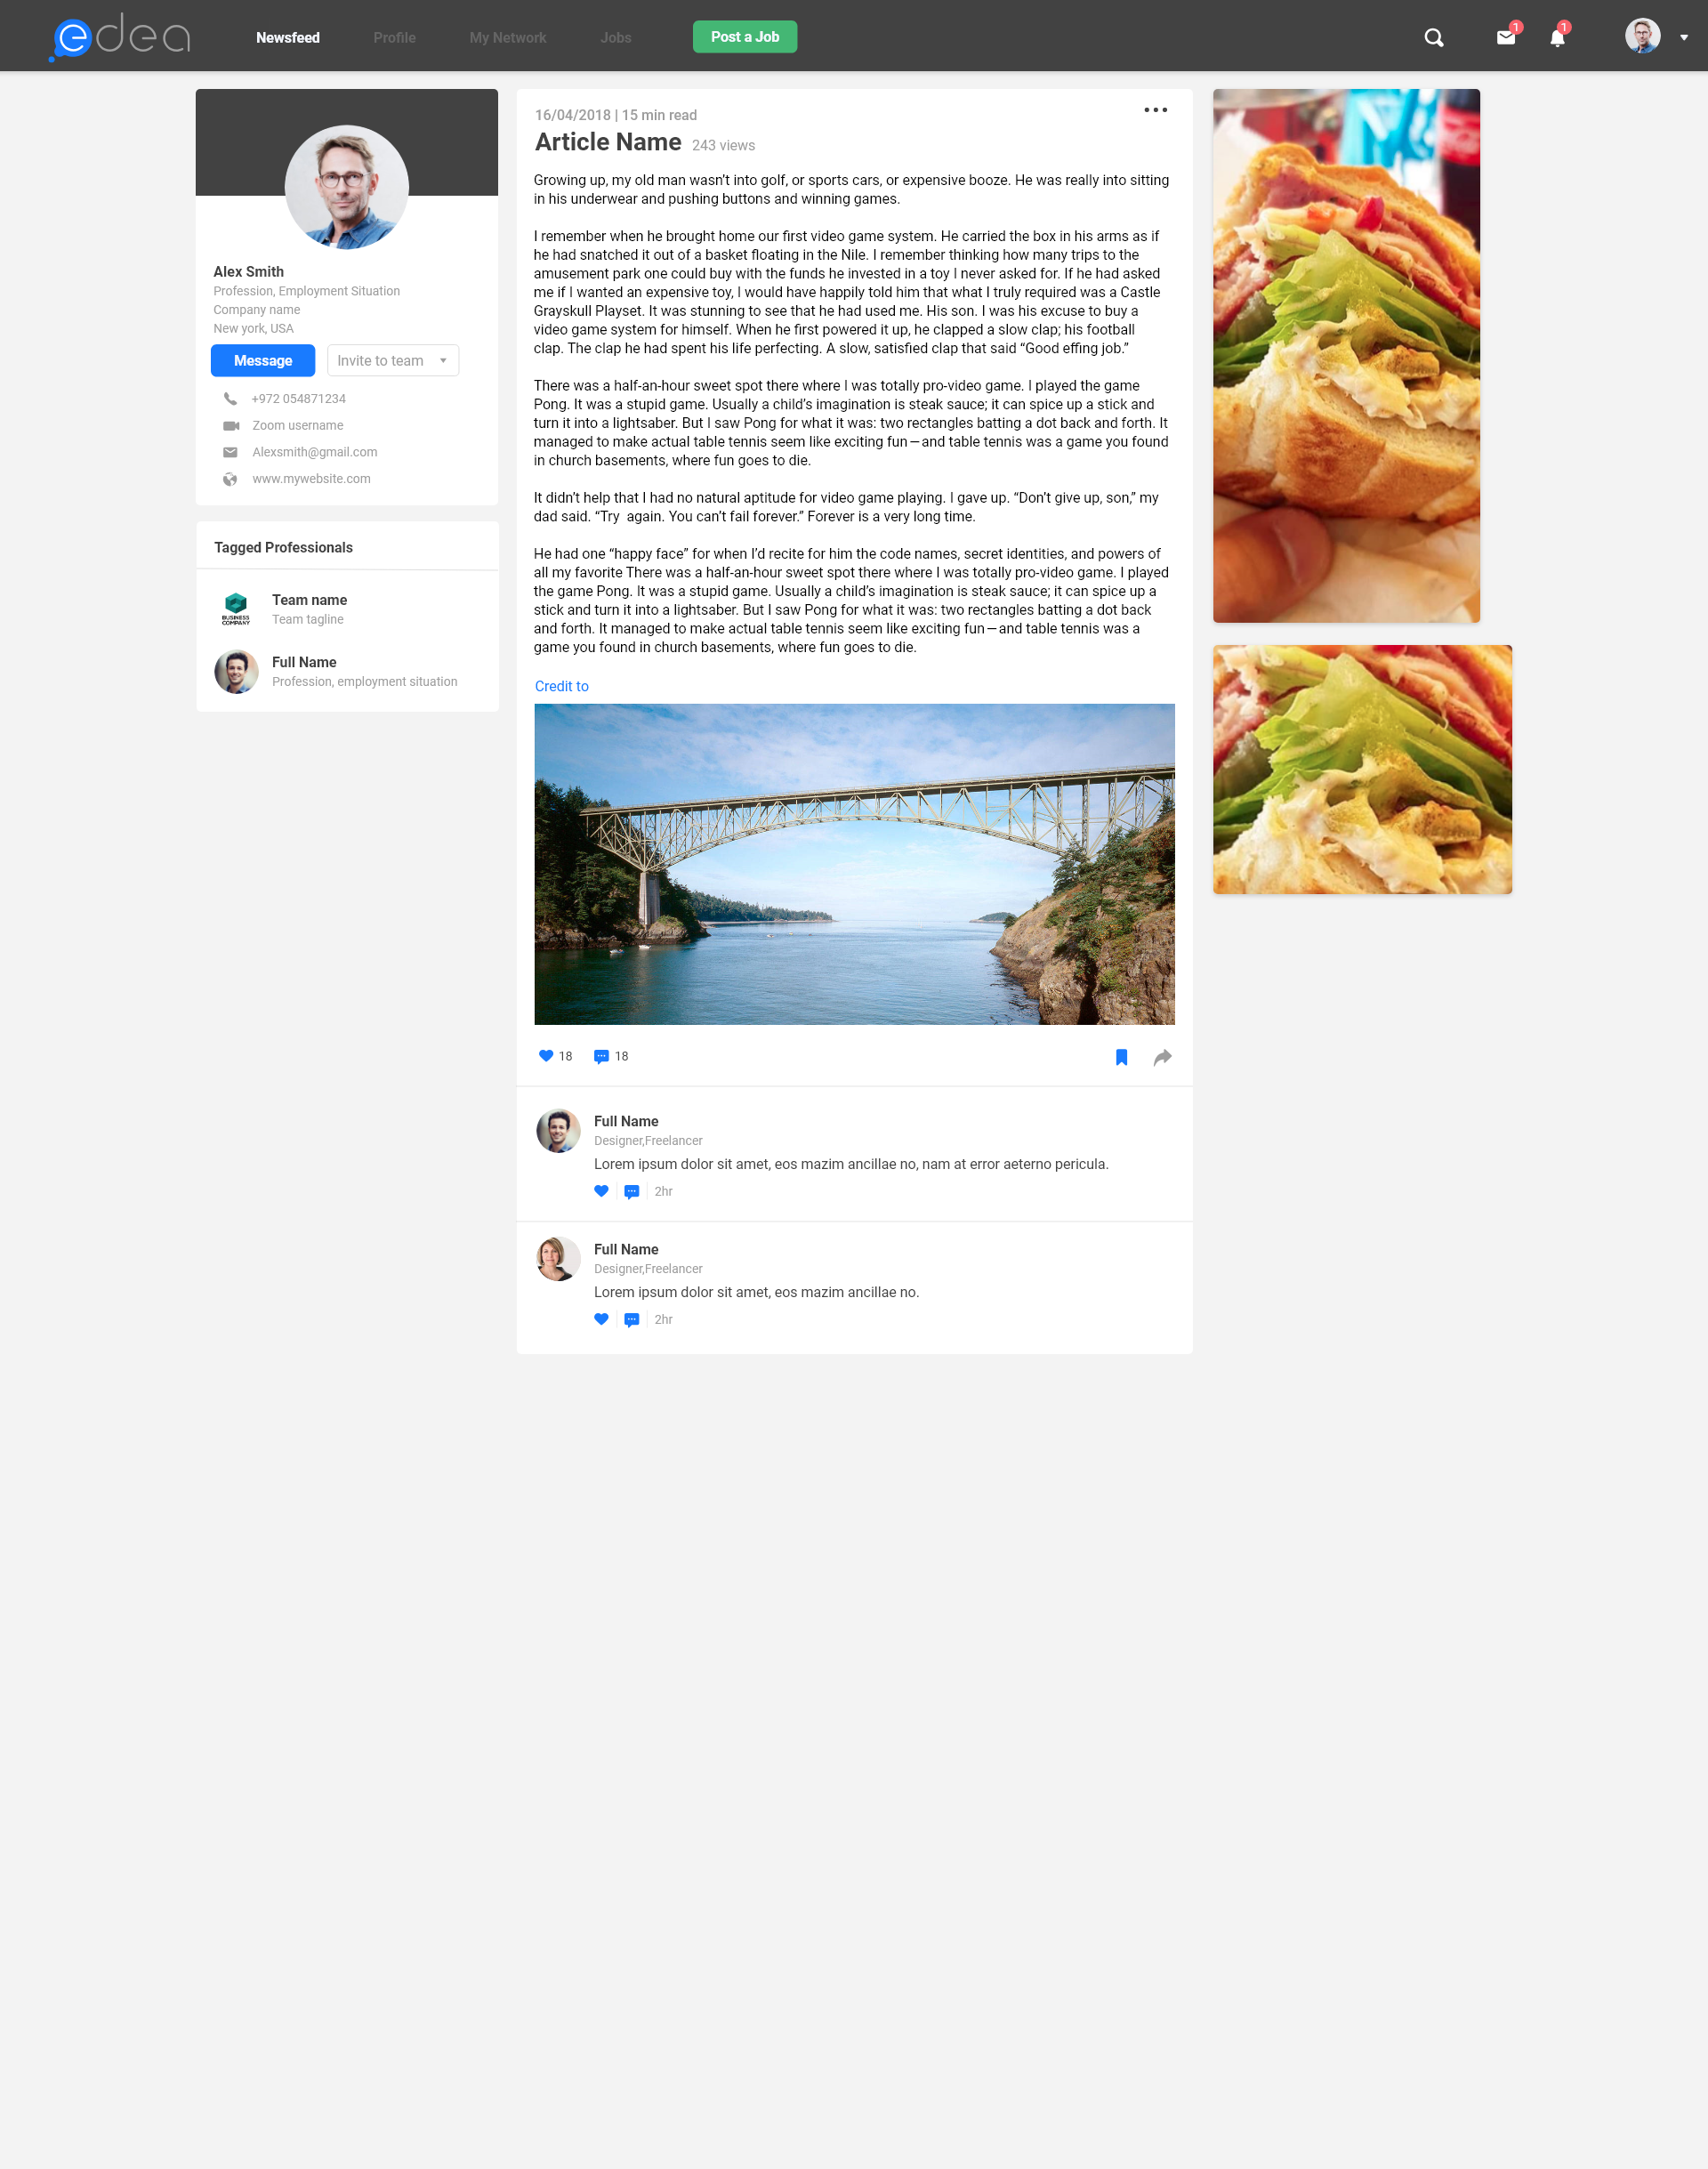 edea
Newsfeed
Profile
My Network
Jobs
Post a Job
1
1
Alex Smith
Profession, Employment Situation
Company name
New york, USA
Message
Invite to team
+972 054871234
Zoom username
Alexsmith@gmail.com
www.mywebsite.com
Tagged Professionals
BUSINESS
COMPANY
Team name
Team tagline
Full Name
Profession, employment situation
16/04/2018 | 15 min read
Article Name 243 views
Growing up, my old man wasn’t into golf, or sports cars, or expensive booze. He was really into sitting
in his underwear and pushing buttons and winning games.
I remember when he brought home our first video game system. He carried the box in his arms as if
he had snatched it out of a basket floating in the Nile. I remember thinking how many trips to the
amusement park one could buy with the funds he invested in a toy I never asked for. If he had asked
me if I wanted an expensive toy, I would have happily told him that what I truly required was a Castle
Grayskull Playset. It was stunning to see that he had used me. His son. I was his excuse to buy a
video game system for himself. When he first powered it up, he clapped a slow clap; his football
clap. The clap he had spent his life perfecting. A slow, satisfied clap that said “Good effing job.”
There was a half-an-hour sweet spot there where I was totally pro-video game. I played the game
Pong. It was a stupid game. Usually a child’s imagination is steak sauce; it can spice up a stick and
turn it into a lightsaber. But I saw Pong for what it was: two rectangles batting a dot back and forth. It
managed to make actual table tennis seem like exciting fun—and table tennis was a game you found
in church basements, where fun goes to die.
It didn’t help that I had no natural aptitude for video game playing. I gave up. “Don’t give up, son,” my
dad said. “Try  again. You can’t fail forever.” Forever is a very long time.
He had one “happy face” for when I’d recite for him the code names, secret identities, and powers of
all my favorite There was a half-an-hour sweet spot there where I was totally pro-video game. I played
the game Pong. It was a stupid game. Usually a child’s imagination is steak sauce; it can spice up a
stick and turn it into a lightsaber. But I saw Pong for what it was: two rectangles batting a dot back
and forth. It managed to make actual table tennis seem like exciting fun—and table tennis was a
game you found in church basements, where fun goes to die.
Credit to
18
18
Full Name
Designer,Freelancer
Lorem ipsum dolor sit amet, eos mazim ancillae no, nam at error aeterno pericula.
2hr
Full Name
Designer,Freelancer
Lorem ipsum dolor sit amet, eos mazim ancillae no.
2hr